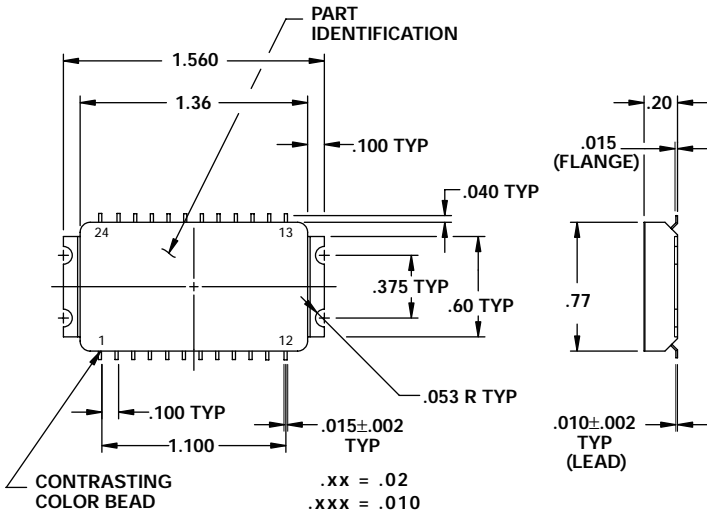 PART
IDENTIFICATION
1.560
1.36
.20
.100 TYP
.015
(FLANGE)
.040 TYP
24
13
.375 TYP
.60 TYP
.77
1
12
.053 R TYP
.100 TYP
.015±.002
TYP
.010±.002
TYP
(LEAD)
1.100
CONTRASTING
COLOR BEAD
.xx = .02
.xxx = .010